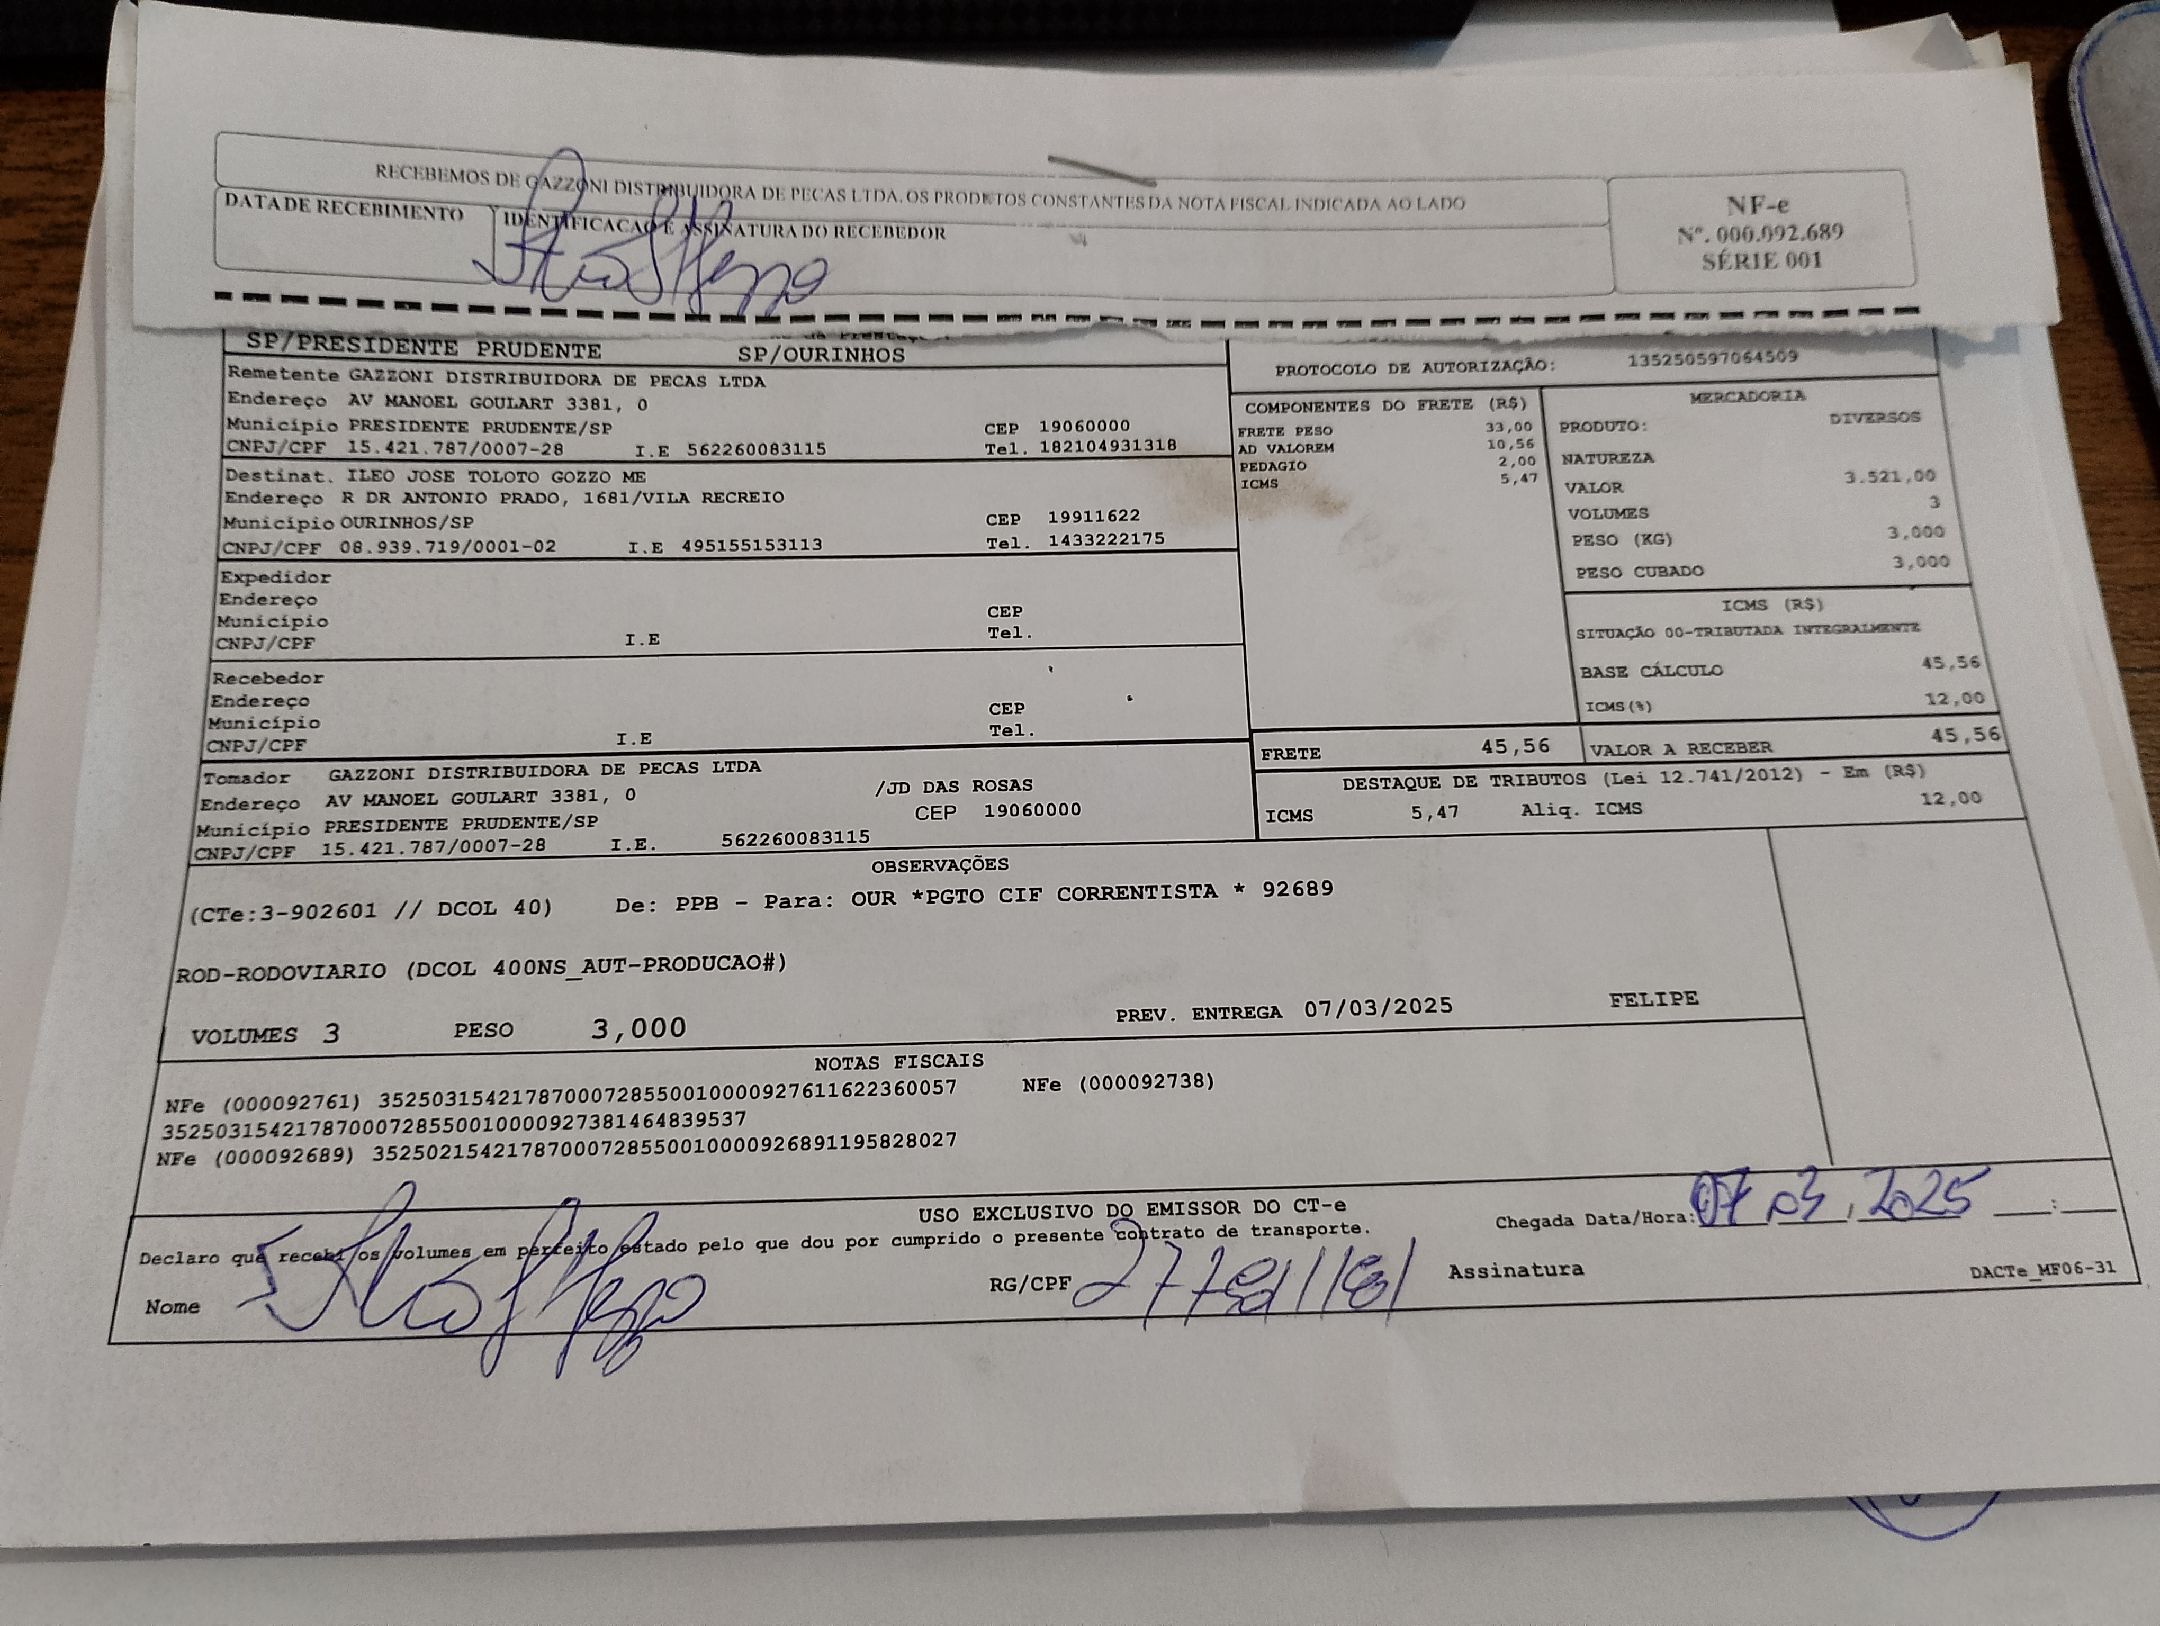 RECEBEMOS DE GAZZONI DISTRIBUIDORA DE PECAS LTDA. OS PRODUTOS CONSTANTES DA NOTA FISCAL INDICADA AO LADO
DATA DE RECEBIMENTO
IDENTIFICACAO E ASSINATURA DO RECEBEDOR
NF-e
Nº. 000.092.689
SÉRIE 001
SP/PRESIDENTE PRUDENTE SP/OURINHOS
Remetente GAZZONI DISTRIBUIDORA DE PECAS LTDA
Endereço AV MANOEL GOULART 3381, 0
Município PRESIDENTE PRUDENTE/SP CEP 19060000
CNPJ/CPF 15.421.787/0007-28 I.E 562260083115 Tel. 182104931318
Destinat. ILEO JOSE TOLOTO GOZZO ME
Endereço R DR ANTONIO PRADO, 1681/VILA RECREIO
Município OURINHOS/SP CEP 19911622
CNPJ/CPF 08.939.719/0001-02 I.E 495155153113 Tel. 1433222175
Expedidor
Endereço
Município CEP
CNPJ/CPF I.E Tel.
Recebedor
Endereço
Município CEP
CNPJ/CPF I.E Tel.
Tomador GAZZONI DISTRIBUIDORA DE PECAS LTDA
Endereço AV MANOEL GOULART 3381, 0 /JD DAS ROSAS
Município PRESIDENTE PRUDENTE/SP CEP 19060000
CNPJ/CPF 15.421.787/0007-28 I.E. 562260083115
PROTOCOLO DE AUTORIZAÇÃO: 135250597064509
COMPONENTES DO FRETE (R$)
FRETE PESO 33,00
AD VALOREM 10,56
PEDAGIO 2,00
ICMS 5,47
MERCADORIA
PRODUTO: DIVERSOS
NATUREZA
VALOR 3.521,00
VOLUMES 3
PESO (KG) 3,000
PESO CUBADO 3,000
ICMS (R$)
SITUAÇÃO 00-TRIBUTADA INTEGRALMENTE
BASE CÁLCULO 45,56
ICMS(%) 12,00
FRETE 45,56 VALOR A RECEBER 45,56
DESTAQUE DE TRIBUTOS (Lei 12.741/2012) - Em (R$)
ICMS 5,47 Aliq. ICMS 12,00
OBSERVAÇÕES
(CTe:3-902601 // DCOL 40) De: PPB - Para: OUR *PGTO CIF CORRENTISTA * 92689
ROD-RODOVIARIO (DCOL 400NS_AUT-PRODUCAO#)
VOLUMES 3 PESO 3,000 PREV. ENTREGA 07/03/2025 FELIPE
NOTAS FISCAIS
NFe (000092761) 35250315421787000728550010000927611622360057 NFe (000092738)
35250315421787000728550010000927381464839537
NFe (000092689) 35250215421787000728550010000926891195828027
USO EXCLUSIVO DO EMISSOR DO CT-e
Declaro que recebi os volumes em perfeito estado pelo que dou por cumprido o presente contrato de transporte.
Chegada Data/Hora: 07 03 2025 :
Nome
RG/CPF
Assinatura
DACTe_MF06-31